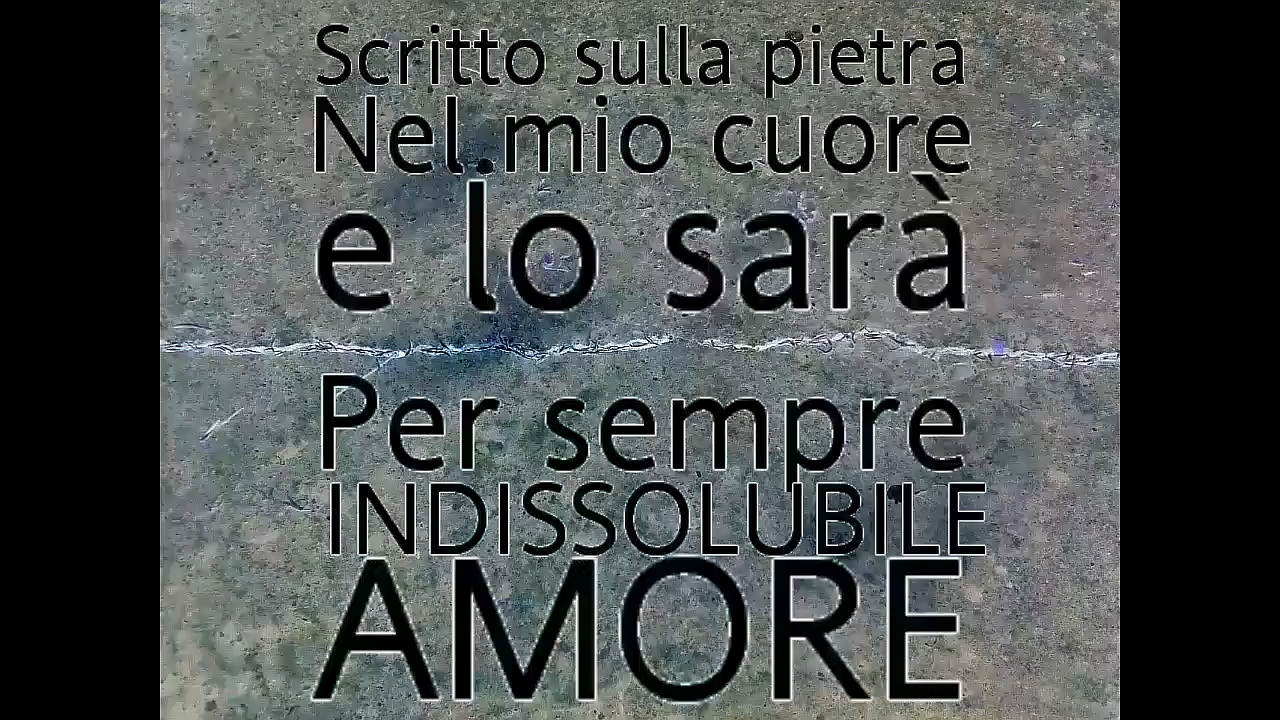 Scritto sulla pietra
Nel mio cuore
e lo sarà
Per sempre
INDISSOLUBILE
AMORE